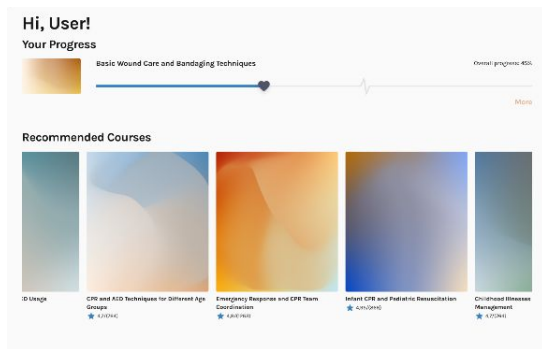 Hi, User!
Your Progress
Basic Wound Care and Bandaging Techniques
Overall progress: 45%
More
Recommended Courses
D Usage
CPR and AED Techniques for Different Age
Groups
Emergency Response and CPR Team
Coordination
Infant CPR and Pediatric Resuscitation
Childhood Illnesses
Management